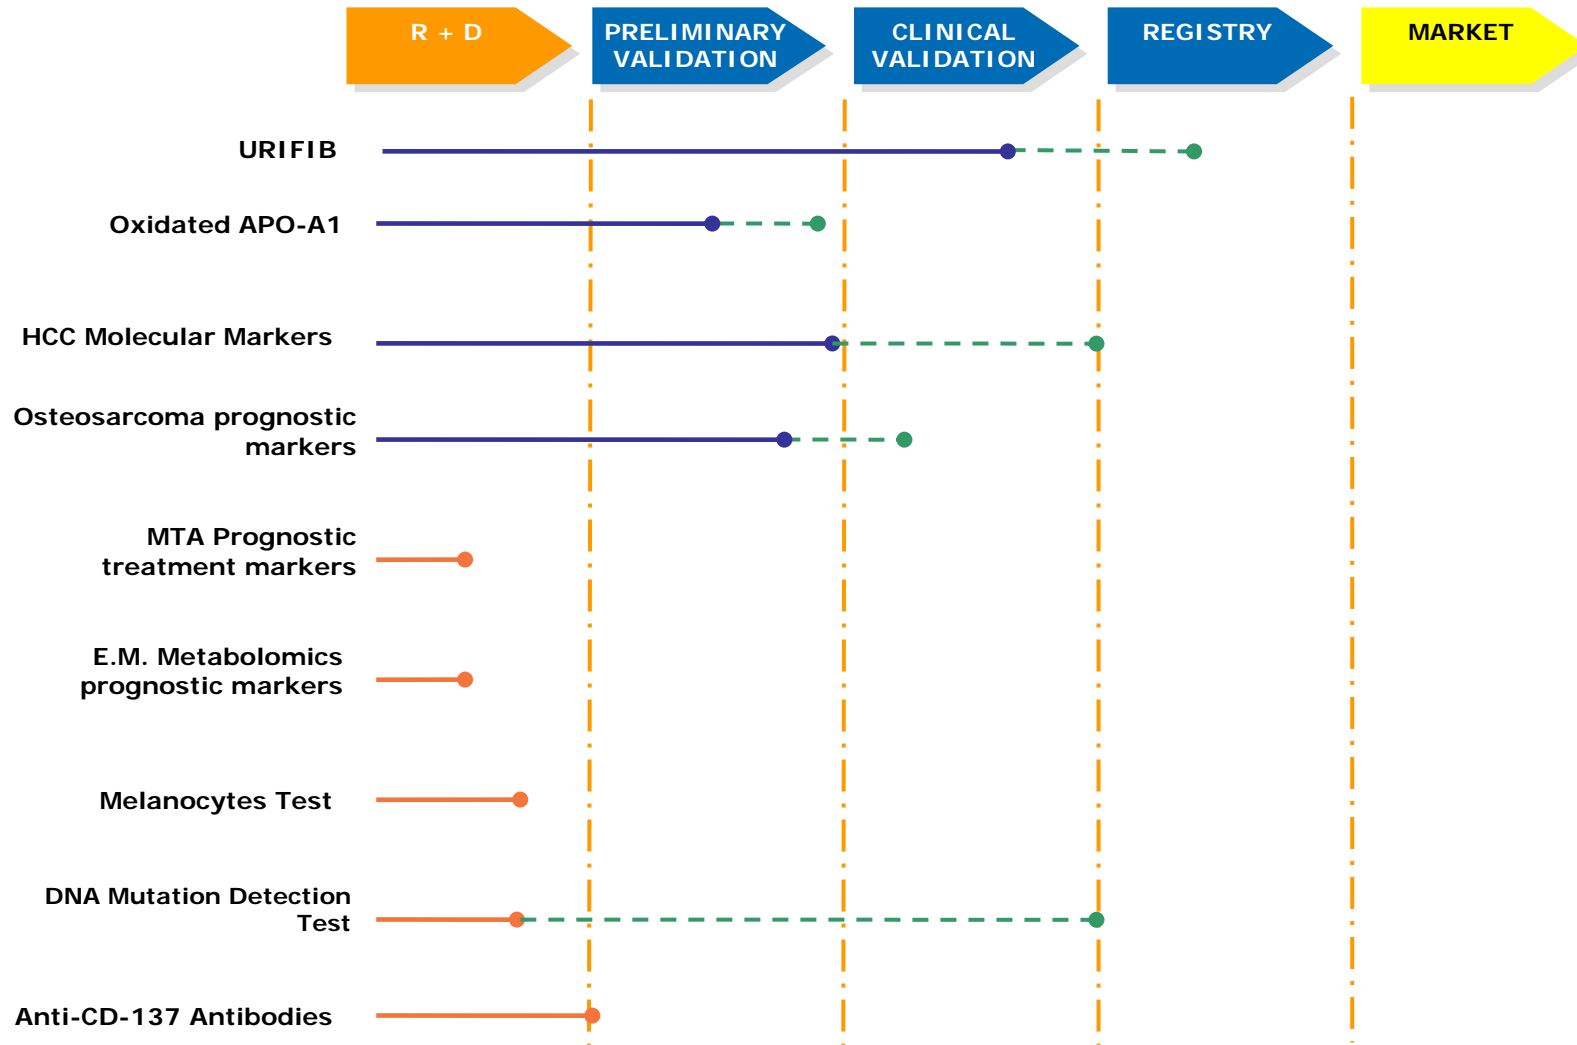 R + D
PRELIMINARY
VALIDATION
CLINICAL
VALIDATION
REGISTRY
MARKET
URIFIB
Oxidated APO-A1
HCC Molecular Markers
Osteosarcoma prognostic
markers
MTA Prognostic
treatment markers
E.M. Metabolomics
prognostic markers
Melanocytes Test
DNA Mutation Detection
Test
Anti-CD-137 Antibodies